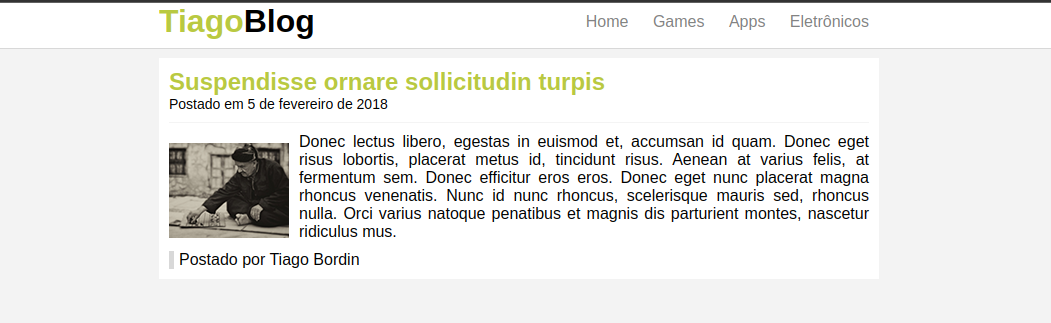 TiagoBlog
Home Games Apps Eletrônicos
Suspendisse ornare sollicitudin turpis
Postado em 5 de fevereiro de 2018
Donec lectus libero, egestas in euismod et, accumsan id quam. Donec eget
risus lobortis, placerat metus id, tincidunt risus. Aenean at varius felis, at
fermentum sem. Donec efficitur eros eros. Donec eget nunc placerat magna
rhoncus venenatis. Nunc id nunc rhoncus, scelerisque mauris sed, rhoncus
nulla. Orci varius natoque penatibus et magnis dis parturient montes, nascetur
ridiculus mus.
Postado por Tiago Bordin